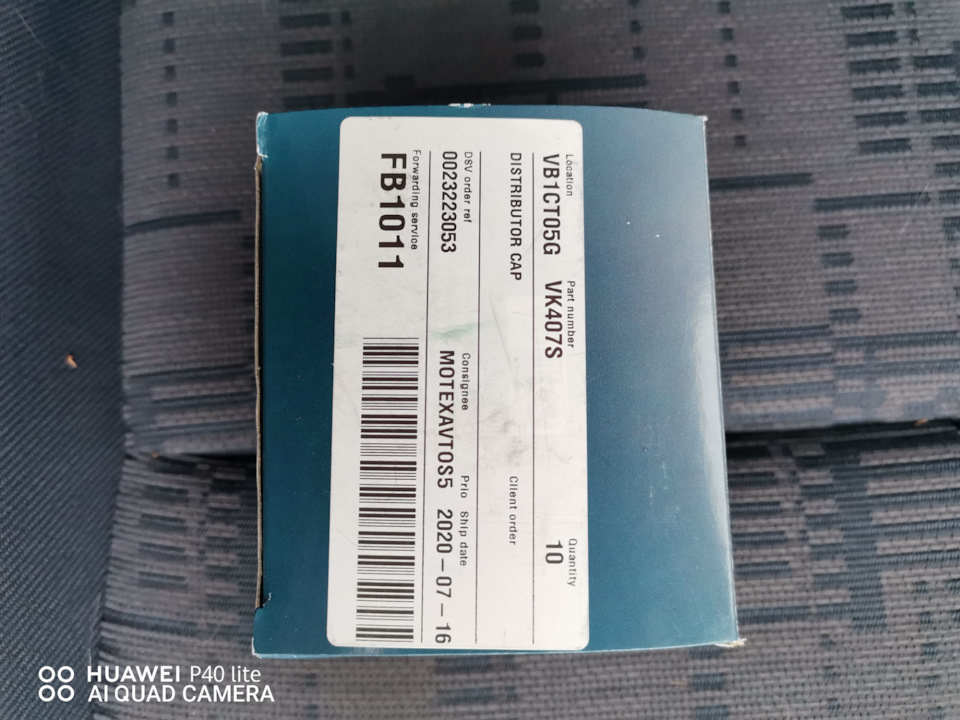 Location Part number Quantity
VB1CT05G VK407S 10
DISTRIBUTOR CAP Client order
DSV order ref Consignee Prio Ship date
0023223053 MOTEXAVTOS5 2020-07-16
Forwarding service
FB1011
HUAWEI P40 lite
AI QUAD CAMERA